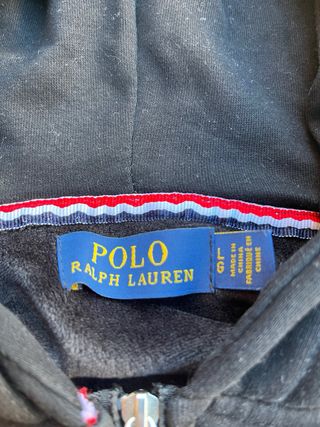 POLO
RALPH LAUREN
L
G
MADE IN
CHINA
FABRIQUÉ EN
CHINE